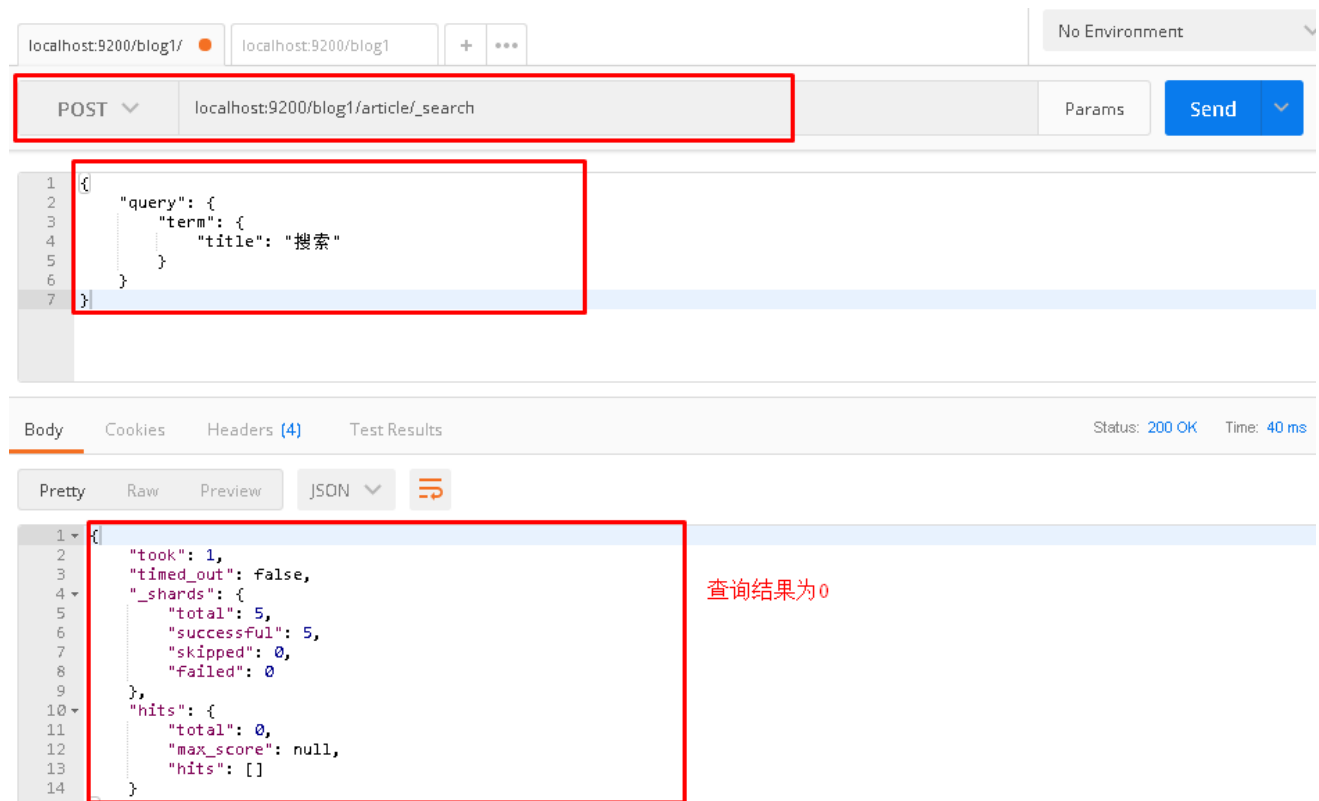 localhost:9200/blog1/ localhost:9200/blog1 + ••• No Environment
POST localhost:9200/blog1/article/_search Params Send
1 {
2 "query": {
3 "term": {
4 "title": "搜索"
5 }
6 }
7 }
Body Cookies Headers (4) Test Results Status: 200 OK Time: 40 ms
Pretty Raw Preview JSON
1 {
2 "took": 1,
3 "timed_out": false,
4 "_shards": {
5 "total": 5,
6 "successful": 5,
7 "skipped": 0,
8 "failed": 0
9 },
10 "hits": {
11 "total": 0,
12 "max_score": null,
13 "hits": []
14 }
查询结果为0